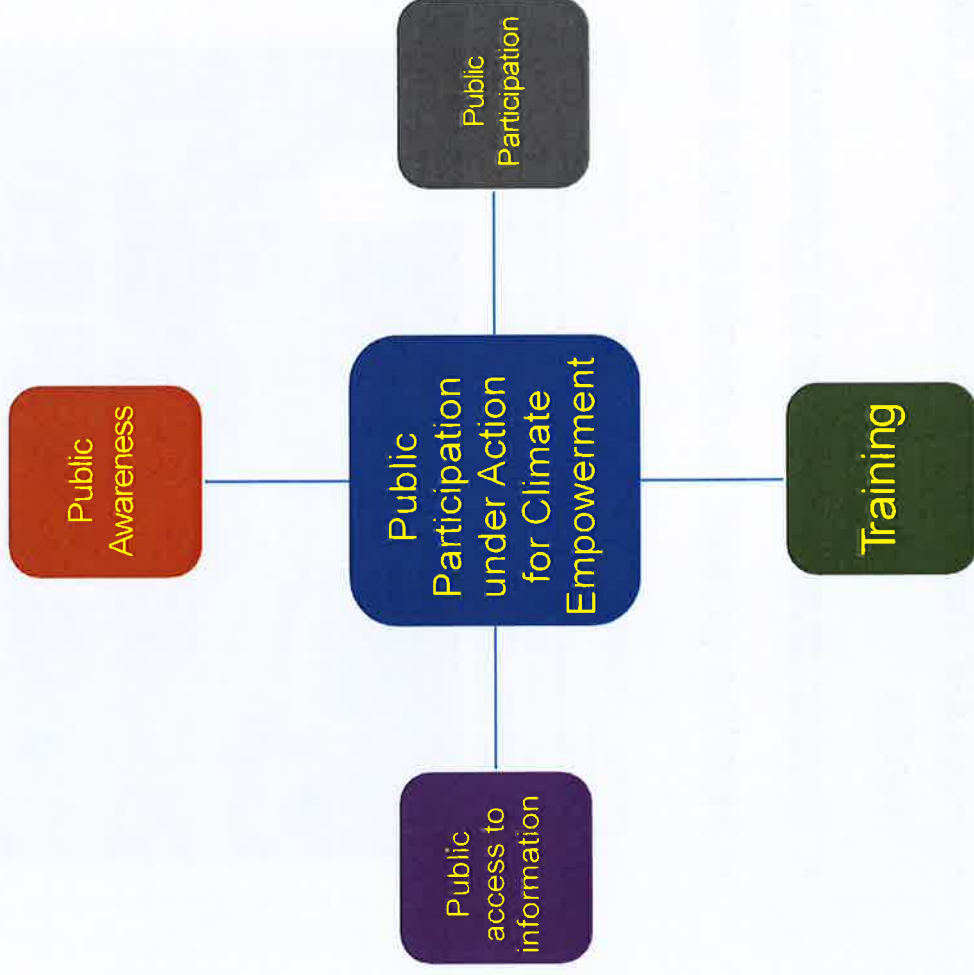 Public
access to
information
Training
Public
Participation
under Action
for Climate
Empowerment
Public
Awareness
Public
Participation